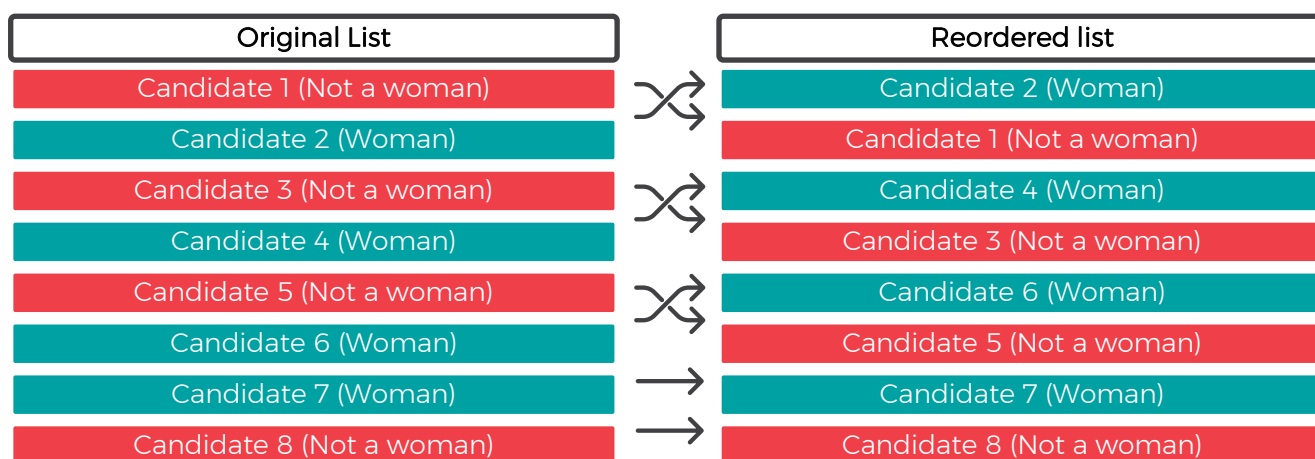 Original List
Candidate 1 (Not a woman)
Candidate 2 (Woman)
Candidate 3 (Not a woman)
Candidate 4 (Woman)
Candidate 5 (Not a woman)
Candidate 6 (Woman)
Candidate 7 (Woman)
Candidate 8 (Not a woman)
Reordered list
Candidate 2 (Woman)
Candidate 1 (Not a woman)
Candidate 4 (Woman)
Candidate 3 (Not a woman)
Candidate 6 (Woman)
Candidate 5 (Not a woman)
Candidate 7 (Woman)
Candidate 8 (Not a woman)